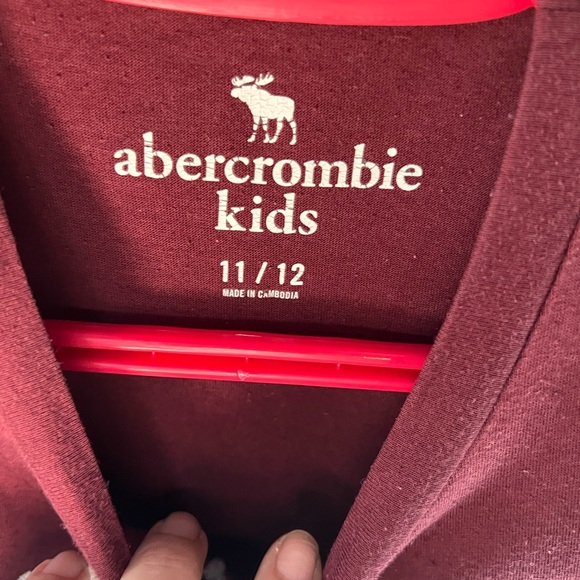 abercrombie
kids
11 / 12
MADE IN CAMBODIA